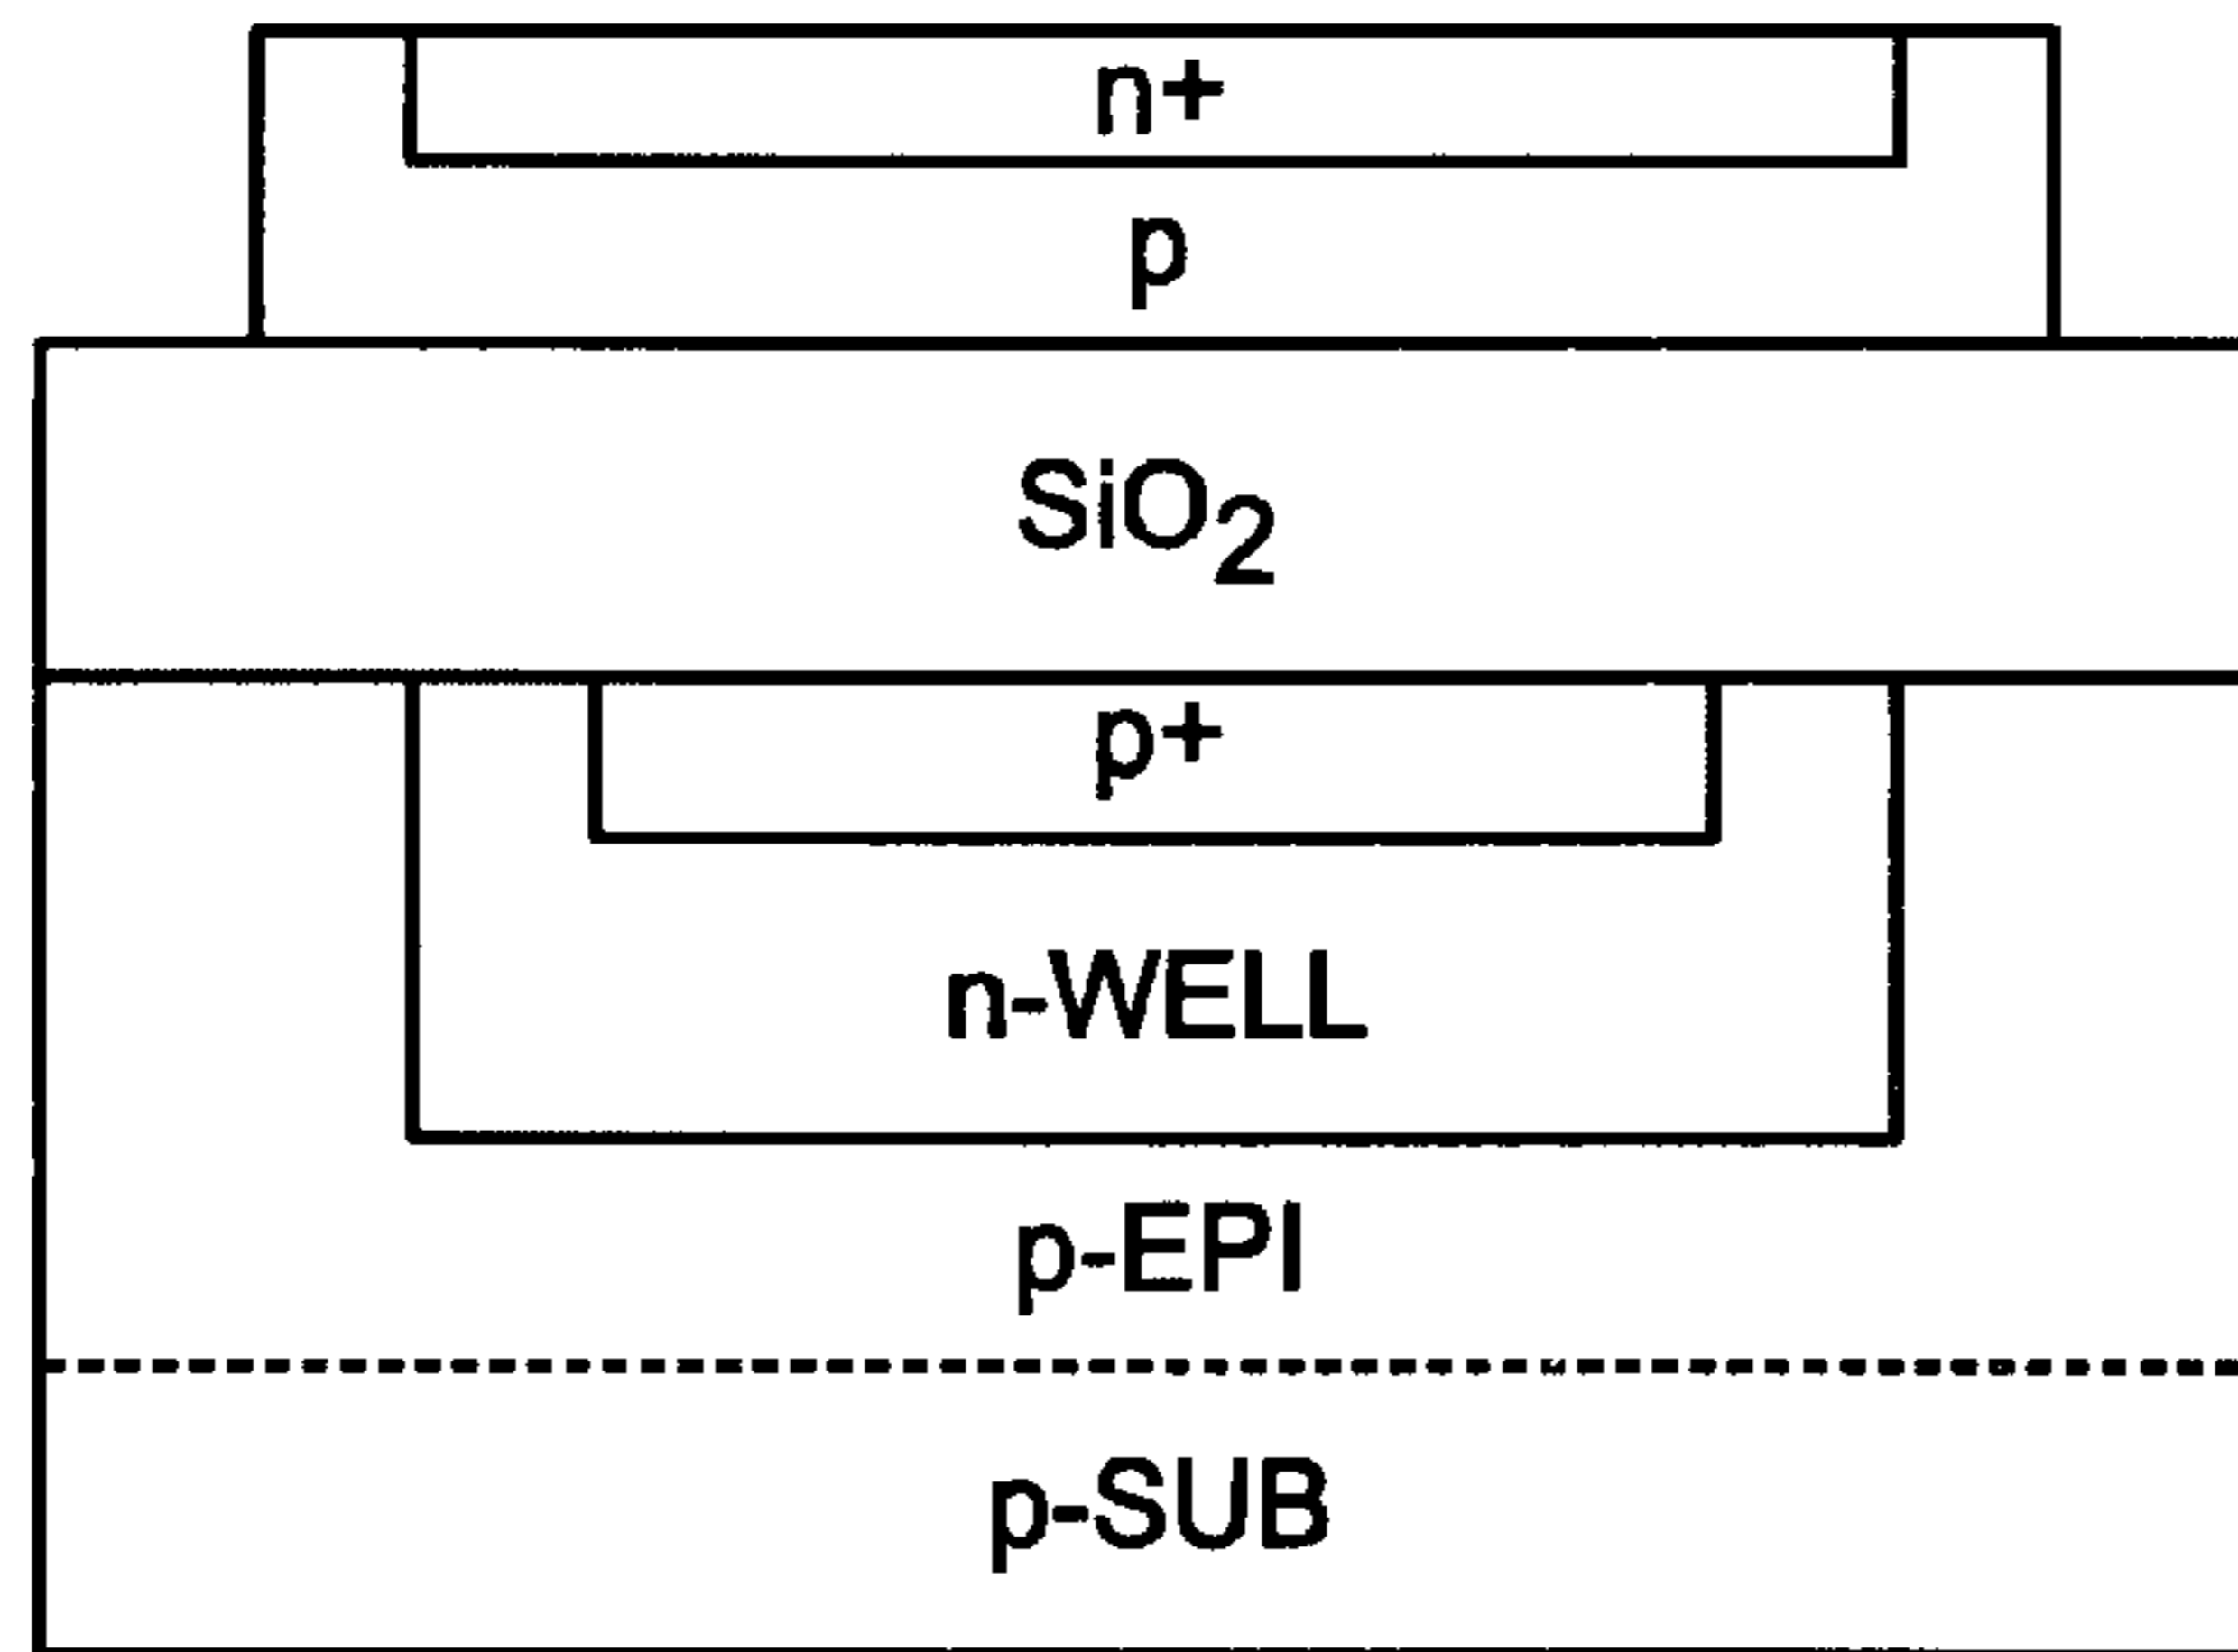 n+
p
SiO₂
p+
n-WELL
p-EPI
p-SUB